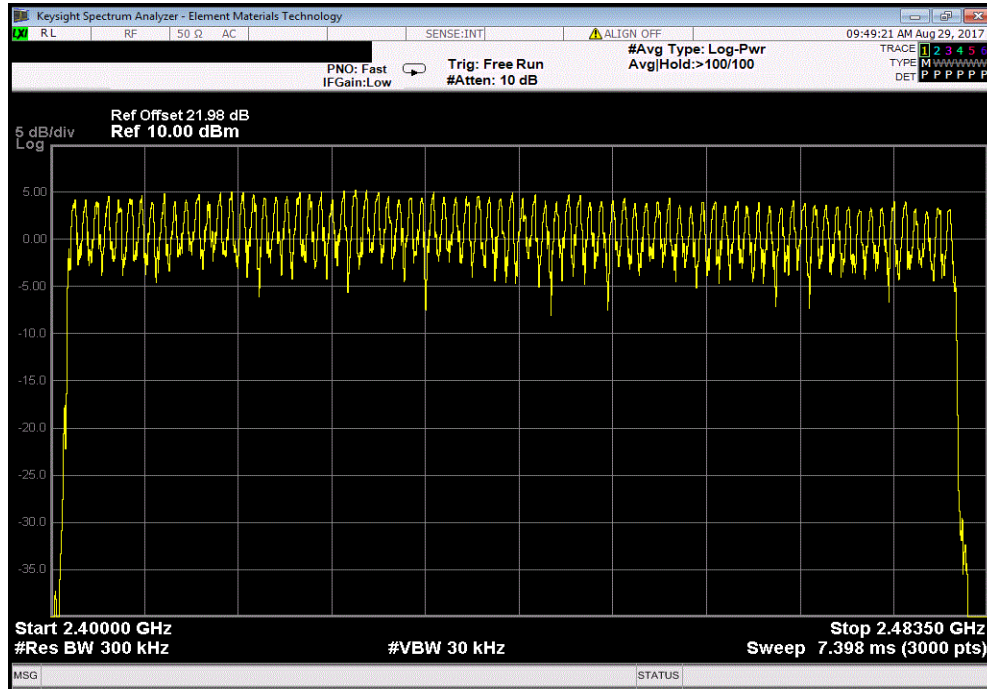 Keysight Spectrum Analyzer - Element Materials Technology
LXI RL RF 50 Ω AC SENSE:INT ALIGN OFF 09:49:21 AM Aug 29, 2017
PNO: Fast
IFGain:Low
Trig: Free Run
#Atten: 10 dB
#Avg Type: Log-Pwr
Avg|Hold:>100/100
TRACE 1 2 3 4 5 6
TYPE M W W W W W
DET P P P P P P
Ref Offset 21.98 dB
5 dB/div Ref 10.00 dBm
Log
5.00
0.00
-5.00
-10.0
-15.0
-20.0
-25.0
-30.0
-35.0
Start 2.40000 GHz Stop 2.48350 GHz
#Res BW 300 kHz #VBW 30 kHz Sweep 7.398 ms (3000 pts)
MSG STATUS